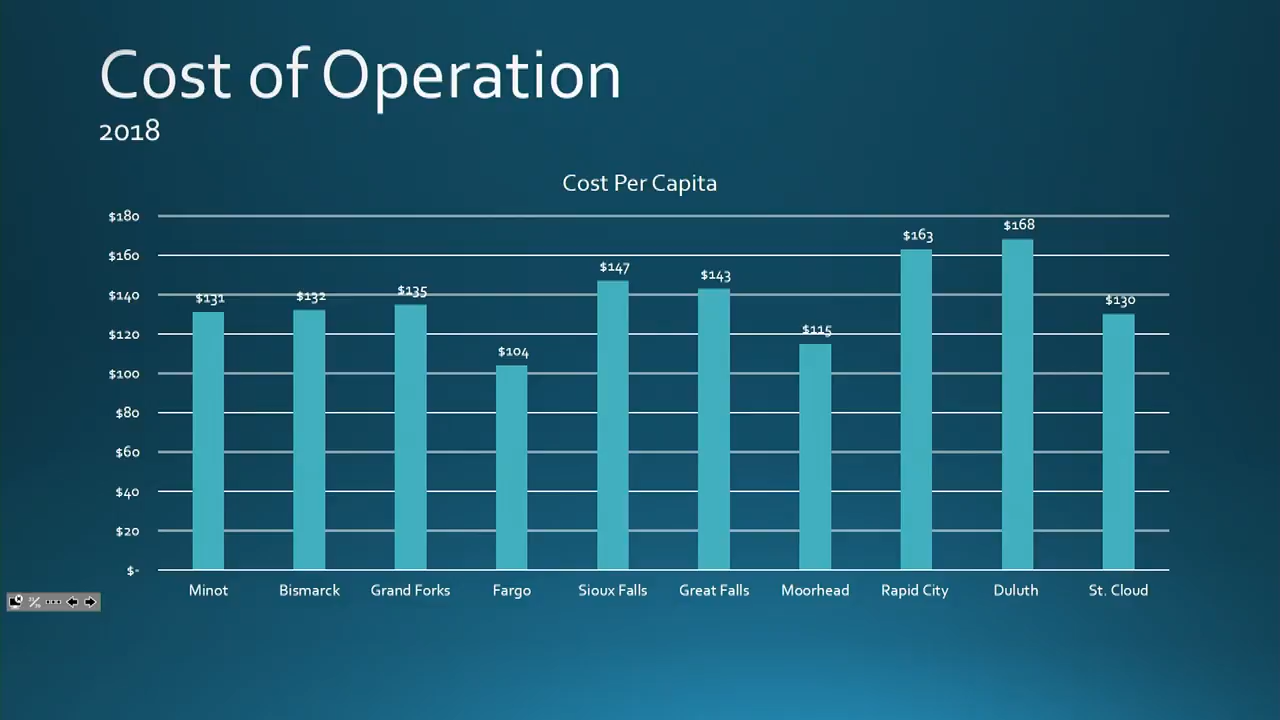 Cost of Operation
2018
Cost Per Capita
$180
$160
$140
$120
$100
$80
$60
$40
$20
$-
$131
$132
$135
$104
$147
$143
$115
$163
$168
$130
Minot
Bismarck
Grand Forks
Fargo
Sioux Falls
Great Falls
Moorhead
Rapid City
Duluth
St. Cloud